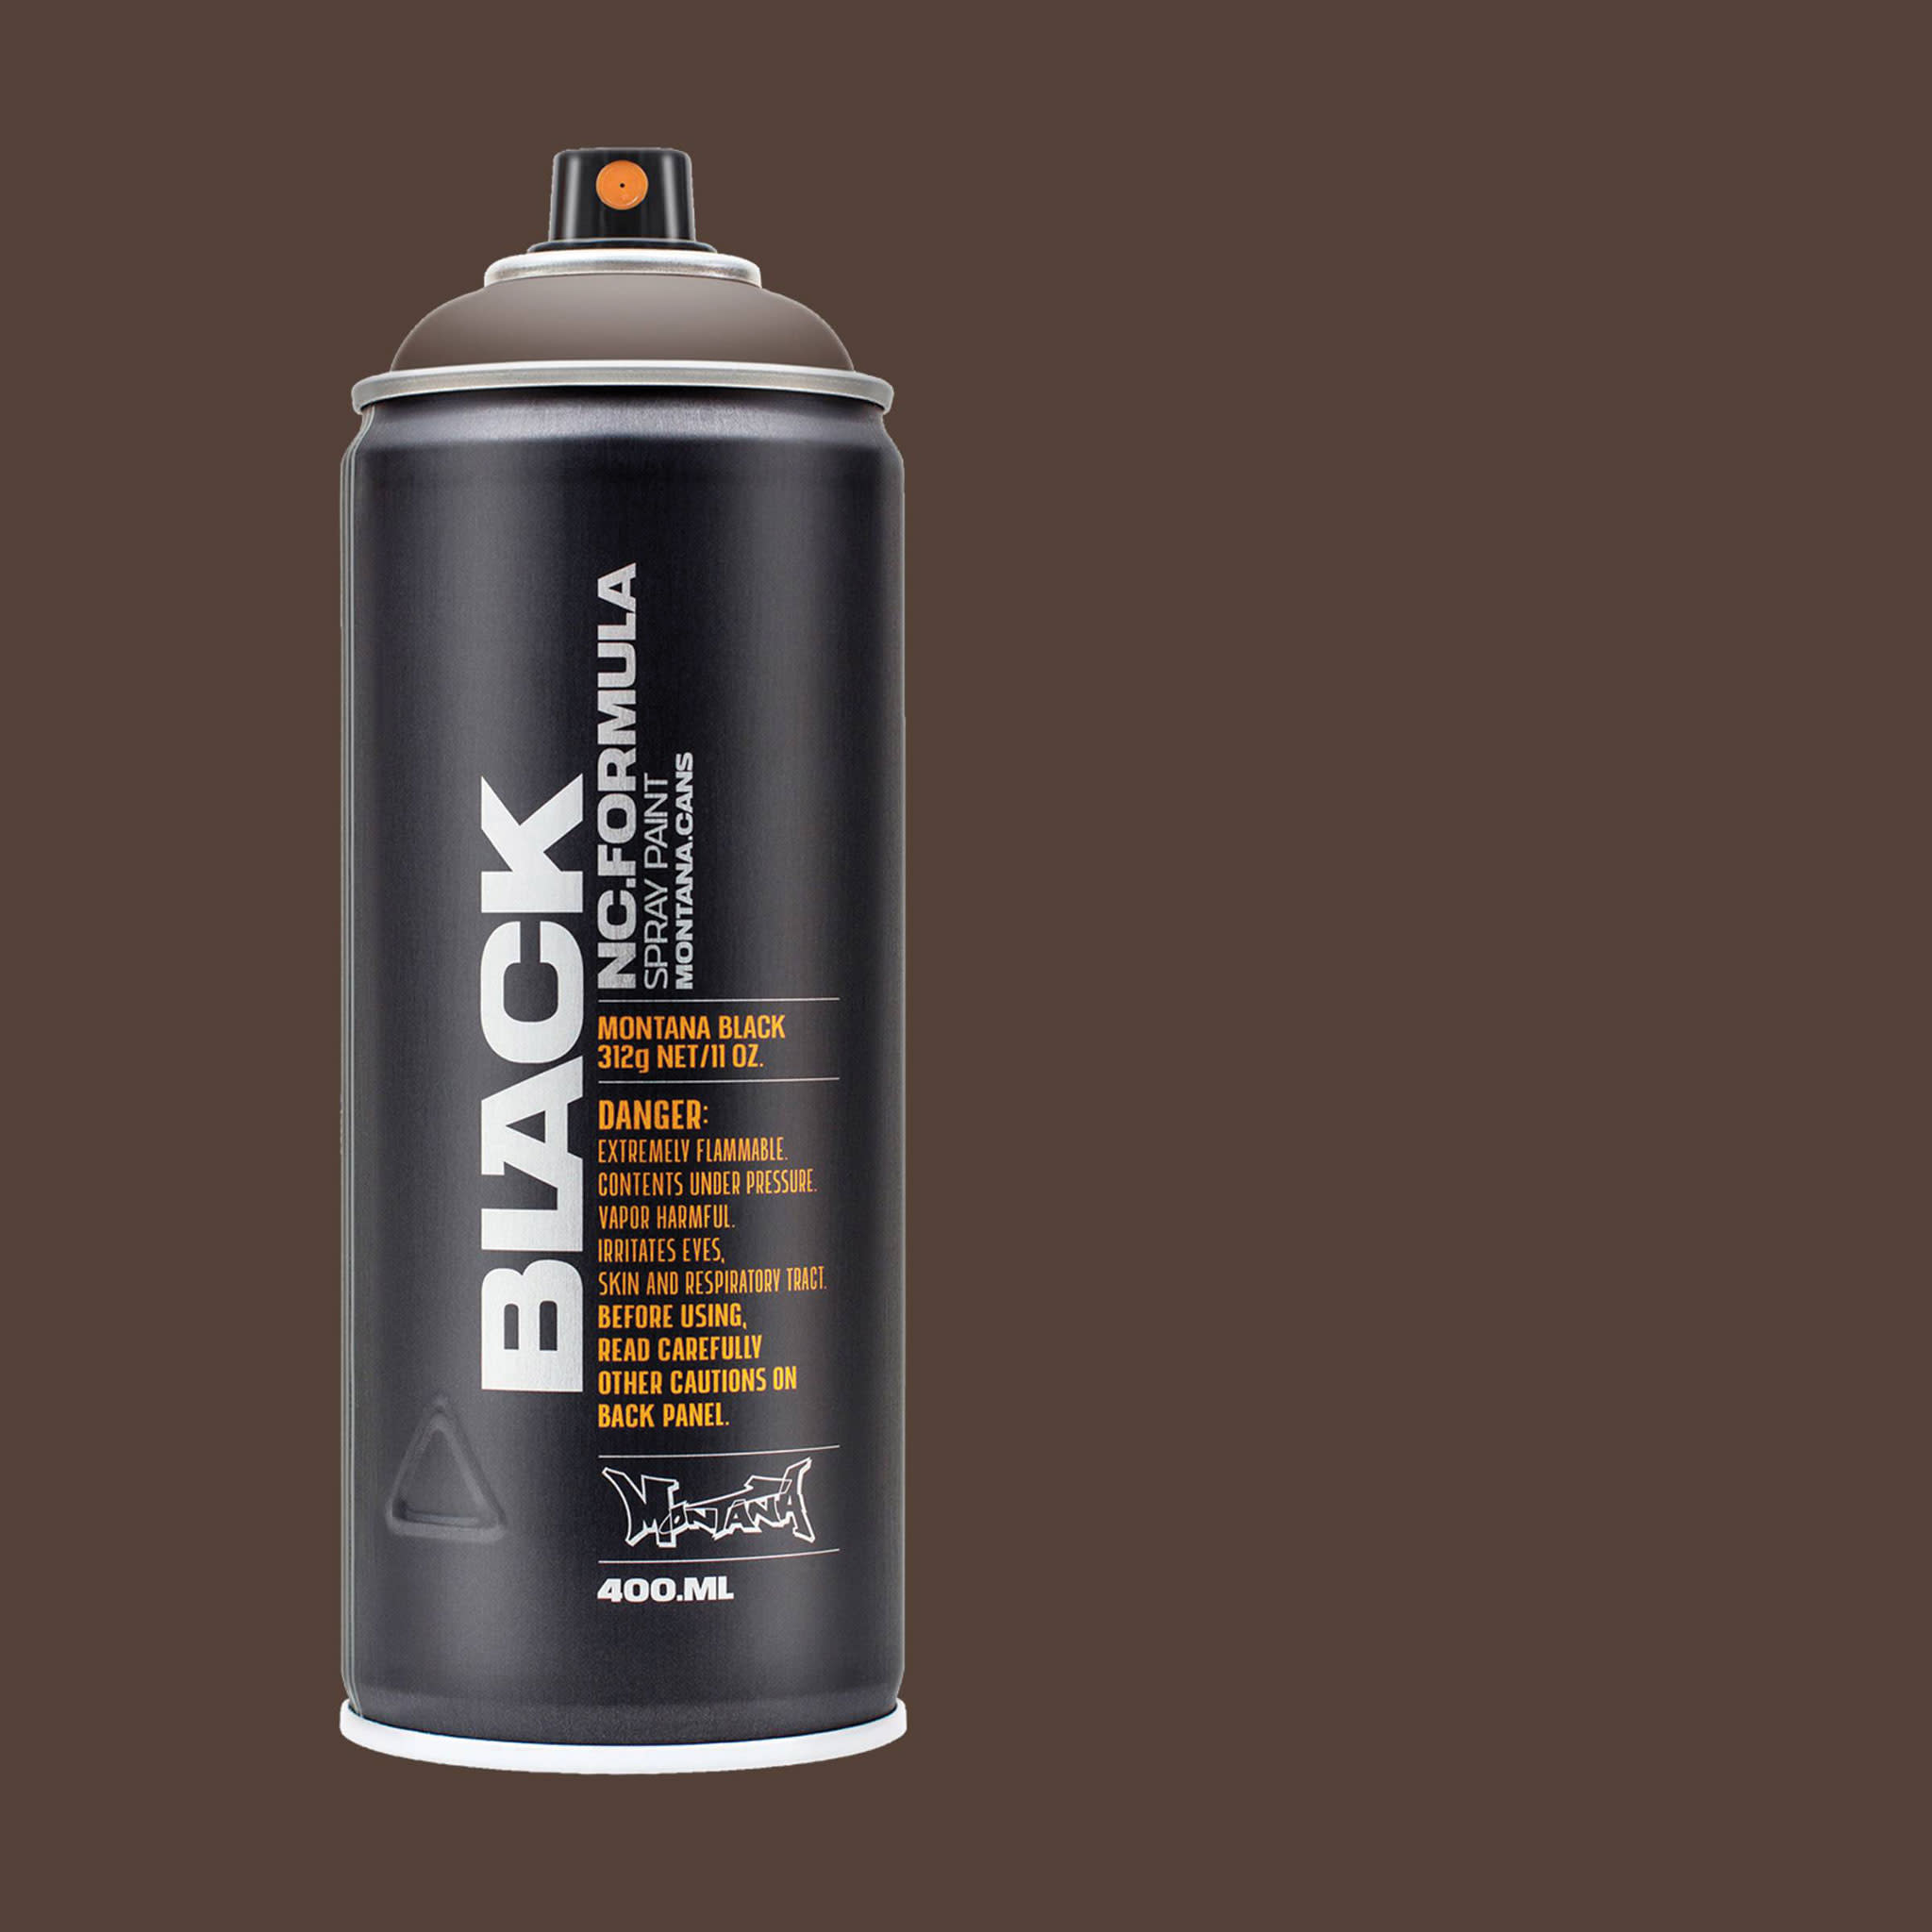 BLACK
NC.FORMULA
SPRAY PAINT
MONTANA.CANS
MONTANA BLACK
312g NET/11 OZ.
DANGER:
EXTREMELY FLAMMABLE.
CONTENTS UNDER PRESSURE.
VAPOR HARMFUL.
IRRITATES EYES,
SKIN AND RESPIRATORY TRACT.
BEFORE USING,
READ CAREFULLY
OTHER CAUTIONS ON
BACK PANEL.
MONTANA
400.ML